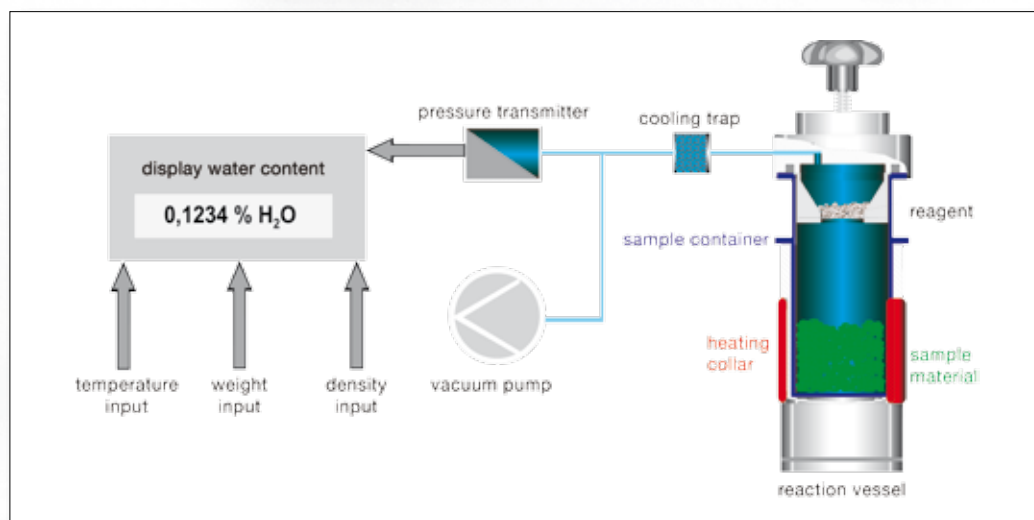 pressure transmitter
cooling trap
display water content
0,1234 % H₂O
reagent
sample container
heating
collar
sample
material
temperature
input
weight
input
density
input
vacuum pump
reaction vessel